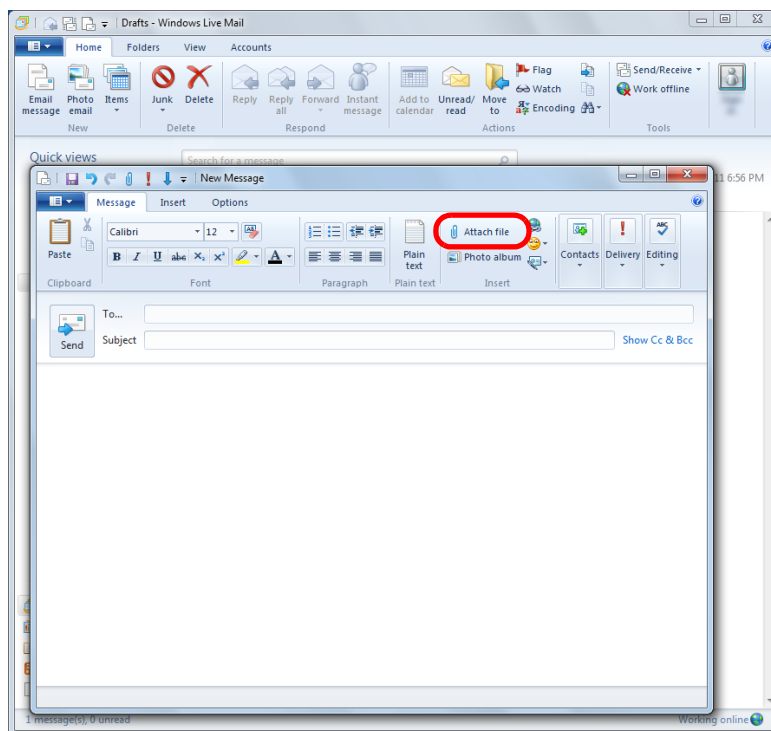 Drafts - Windows Live Mail
Home Folders View Accounts
Email message
Photo email
Items
Junk
Delete
Reply
Reply all
Forward
Instant message
Add to calendar
Unread/ read
Move to
Flag
Watch
Encoding
Send/Receive
Work offline
New Delete Respond Actions Tools
Quick views
Search for a message
11 6:56 PM
New Message
Message Insert Options
Paste
Calibri 12
B I U abc X₂ X² A
Plain text
Attach file
Photo album
Contacts
Delivery
ABC
Editing
Clipboard Font Paragraph Plain text Insert
To...
Send
Subject
Show Cc & Bcc
1 message(s), 0 unread
Working online